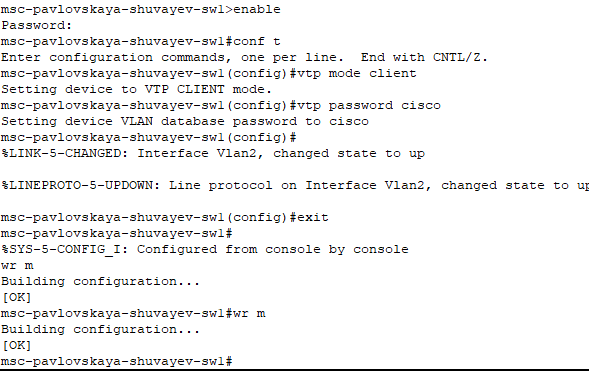 msc-pavlovskaya-shuvayev-sw1>enable
Password:
msc-pavlovskaya-shuvayev-sw1#conf t
Enter configuration commands, one per line.  End with CNTL/Z.
msc-pavlovskaya-shuvayev-sw1(config)#vtp mode client
Setting device to VTP CLIENT mode.
msc-pavlovskaya-shuvayev-sw1(config)#vtp password cisco
Setting device VLAN database password to cisco
msc-pavlovskaya-shuvayev-sw1(config)#
%LINK-5-CHANGED: Interface Vlan2, changed state to up
%LINEPROTO-5-UPDOWN: Line protocol on Interface Vlan2, changed state to up
msc-pavlovskaya-shuvayev-sw1(config)#exit
msc-pavlovskaya-shuvayev-sw1#
%SYS-5-CONFIG_I: Configured from console by console
wr m
Building configuration...
[OK]
msc-pavlovskaya-shuvayev-sw1#wr m
Building configuration...
[OK]
msc-pavlovskaya-shuvayev-sw1#